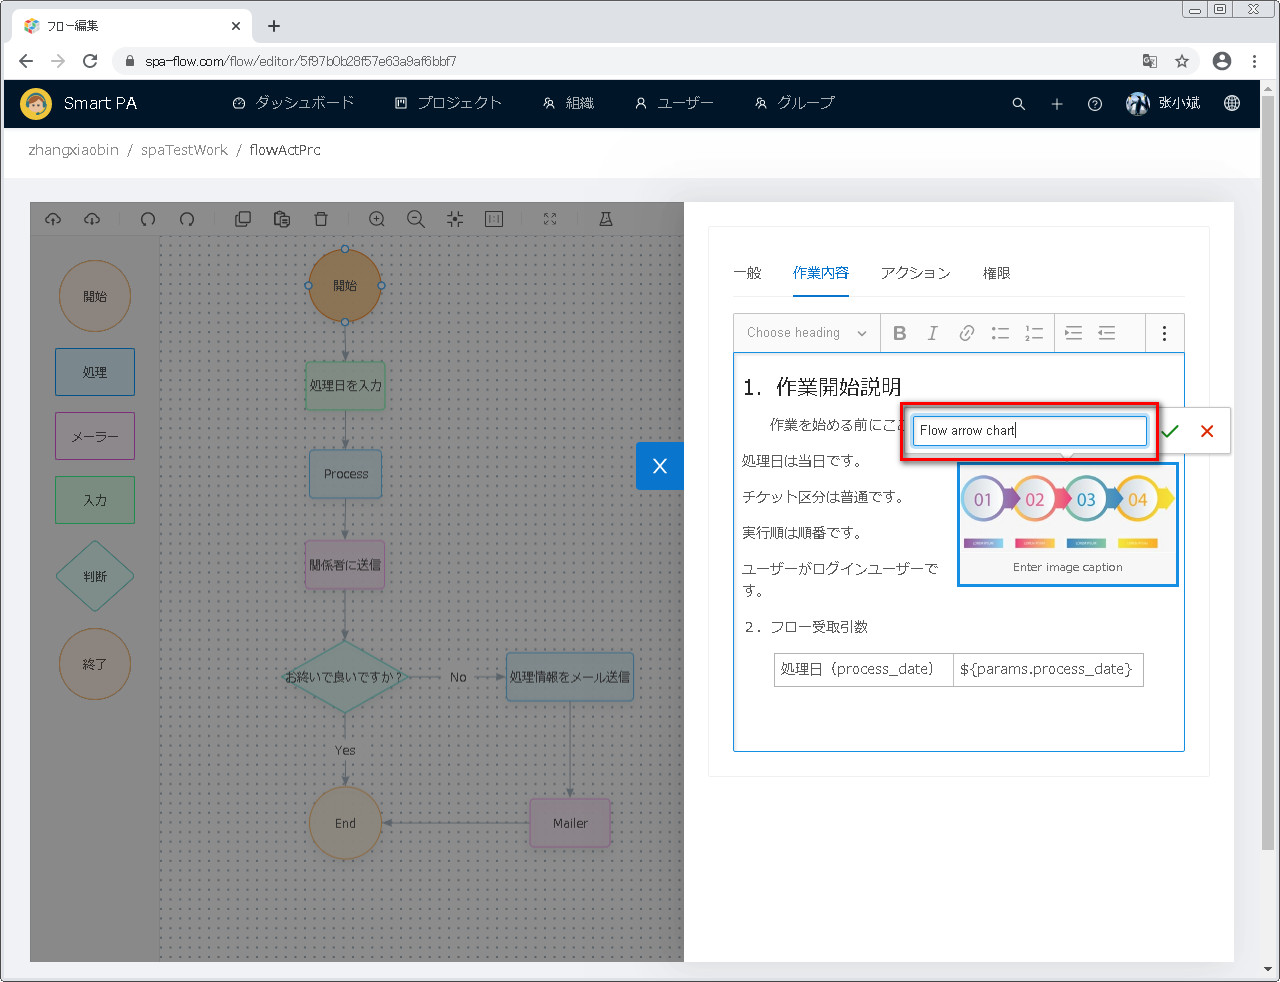 フロー編集
spa-flow.com/flow/editor/5f97b0b28f57e63a9af6bbf7
Smart PA
ダッシュボード
プロジェクト
組織
ユーザー
グループ
张小斌
zhangxiaobin / spaTestWork / flowActPrc
1:1
開始
処理
メーラー
入力
判断
終了
開始
処理日を入力
Process
関係者に送信
お終いで良いですか？
No
処理情報をメール送信
Yes
End
Mailer
X
一般
作業内容
アクション
権限
Choose heading
B
I
1. 作業開始説明
作業を始める前にここ
Flow arrow chart
処理日は当日です。
チケット区分は普通です。
実行順は順番です。
ユーザーがログインユーザーで
す。
01
02
03
04
Enter image caption
2. フロー受取引数
処理日（process_date）
${params.process_date}